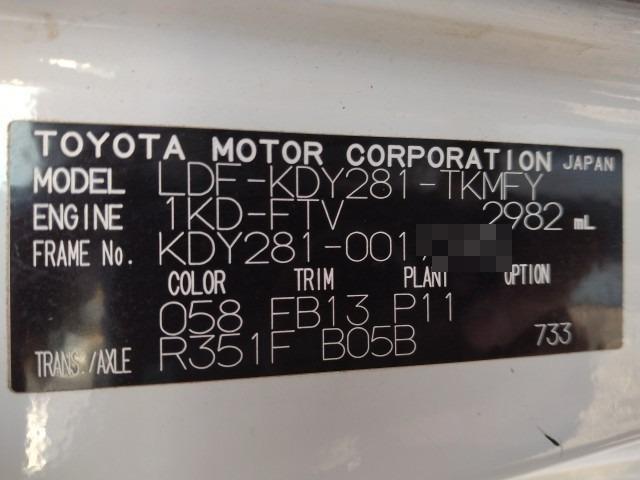 TOYOTA MOTOR CORPORATION JAPAN
MODEL LDF-KDY281-TKMFY
ENGINE 1KD-FTV 2982 mL
FRAME No. KDY281-001
COLOR TRIM PLANT OPTION
058 FB13 P11
TRANS./AXLE R351F B05B 733